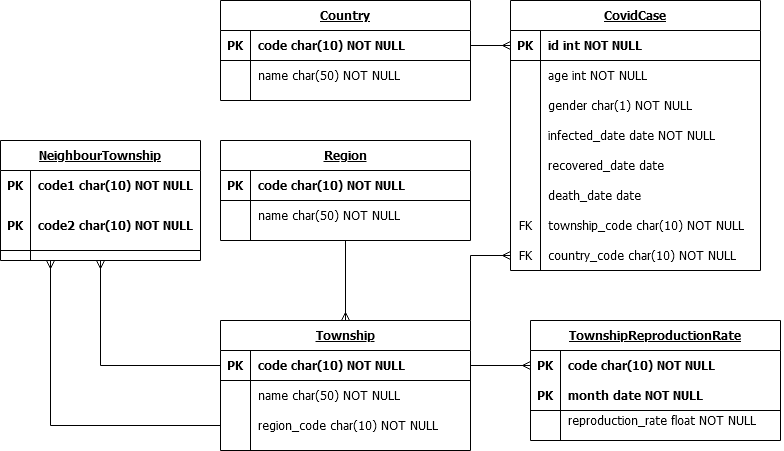 Country
PK code char(10) NOT NULL
name char(50) NOT NULL
CovidCase
PK id int NOT NULL
age int NOT NULL
gender char(1) NOT NULL
infected_date date NOT NULL
recovered_date date
death_date date
FK township_code char(10) NOT NULL
FK country_code char(10) NOT NULL
NeighbourTownship
PK code1 char(10) NOT NULL
PK code2 char(10) NOT NULL
Region
PK code char(10) NOT NULL
name char(50) NOT NULL
Township
PK code char(10) NOT NULL
name char(50) NOT NULL
region_code char(10) NOT NULL
TownshipReproductionRate
PK code char(10) NOT NULL
PK month date NOT NULL
reproduction_rate float NOT NULL